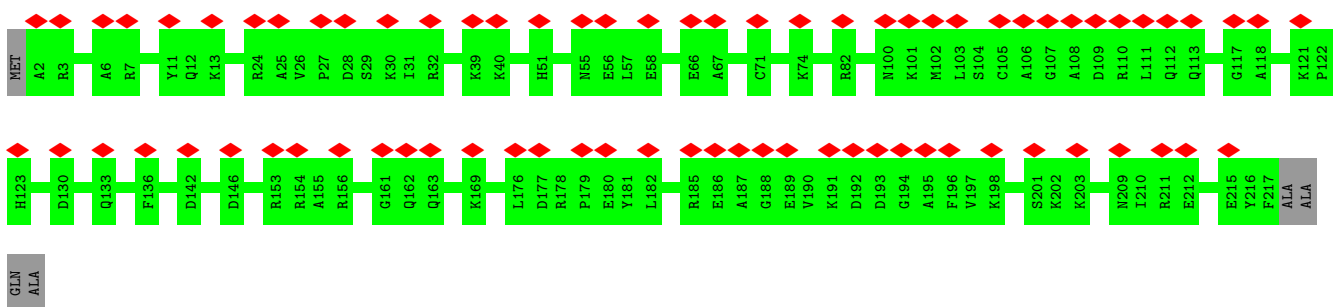 MET A2 R3 A6 R7 Y11 Q12 K13 R24 A25 V26 P27 D28 S29 K30 I31 R32 K39 K40 H51 N55 E56 L57 E58 E66 A67 C71 K74 R82 N100 K101 M102 L103 S104 C105 A106 G107 A108 D109 R110 L111 Q112 Q113 G117 A118 K121 P122
H123 D130 Q133 F136 D142 D146 R153 R154 A155 R156 G161 Q162 Q163 K169 L176 D177 R178 P179 E180 Y181 L182 R185 E186 A187 G188 E189 V190 K191 D192 D193 G194 A195 F196 V197 K198 S201 K202 K203 N209 I210 R211 E212 E215 Y216 F217 ALA ALA
GLN ALA